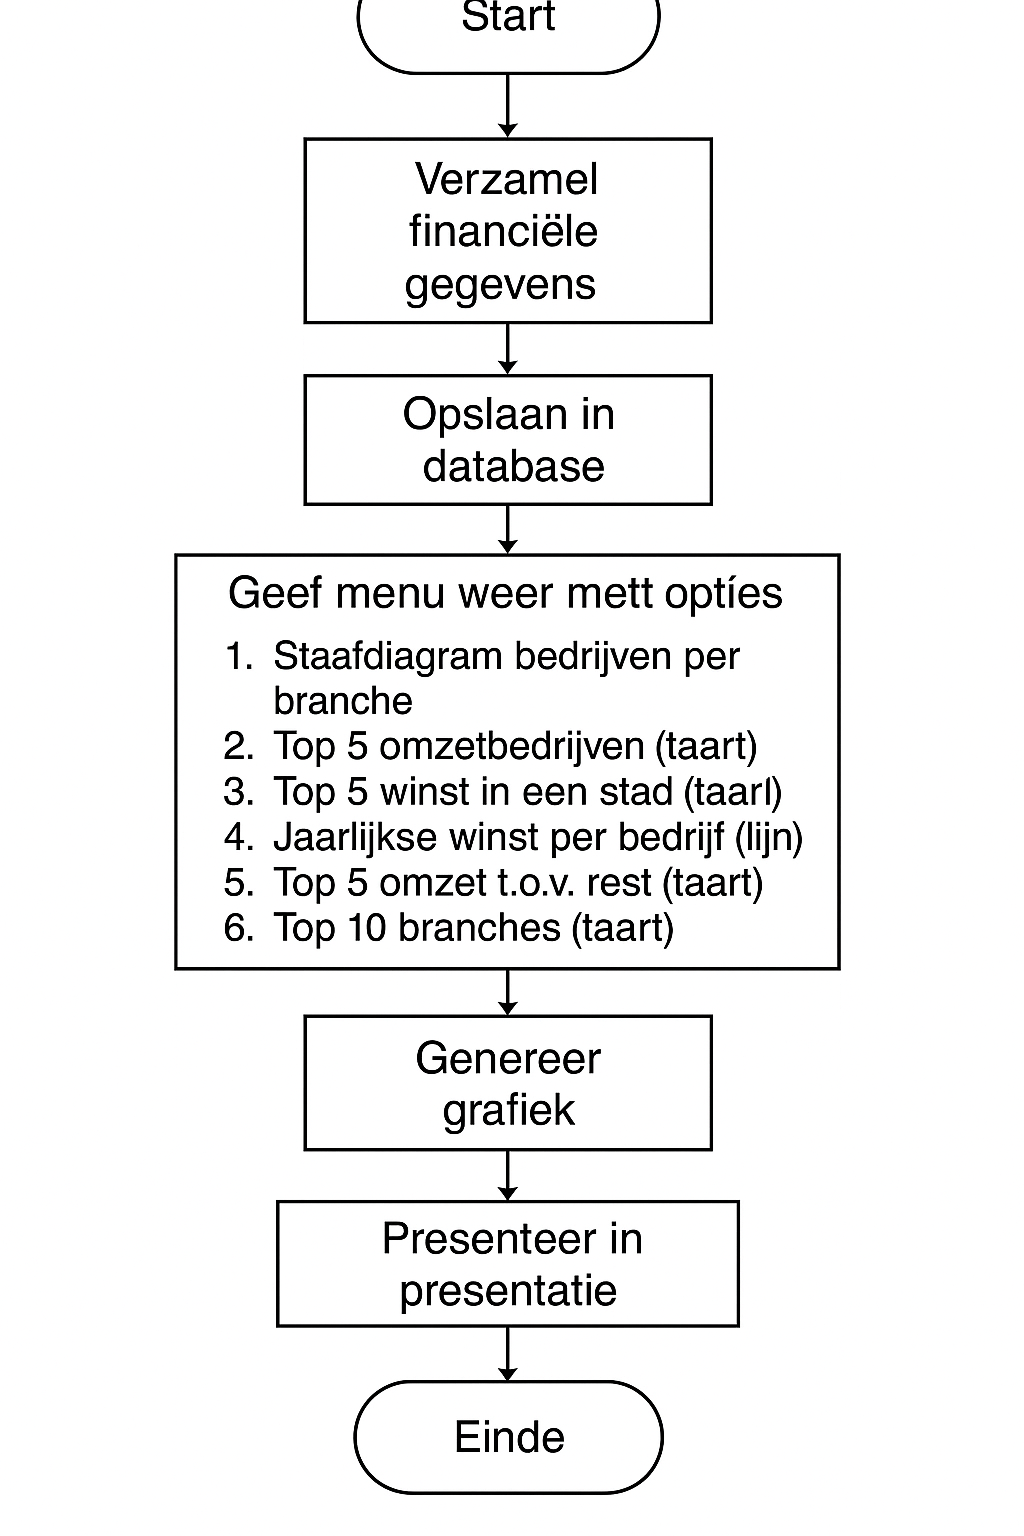 Start
Verzamel
financiële
gegevens
Opslaan in
database
Geef menu weer mett optíes
1. Staafdiagram bedrijven per
branche
2. Top 5 omzetbedrijven (taart)
3. Top 5 winst in een stad (taarl)
4. Jaarlijkse winst per bedrijf (lijn)
5. Top 5 omzet t.o.v. rest (taart)
6. Top 10 branches (taart)
Genereer
grafiek
Presenteer in
presentatie
Einde